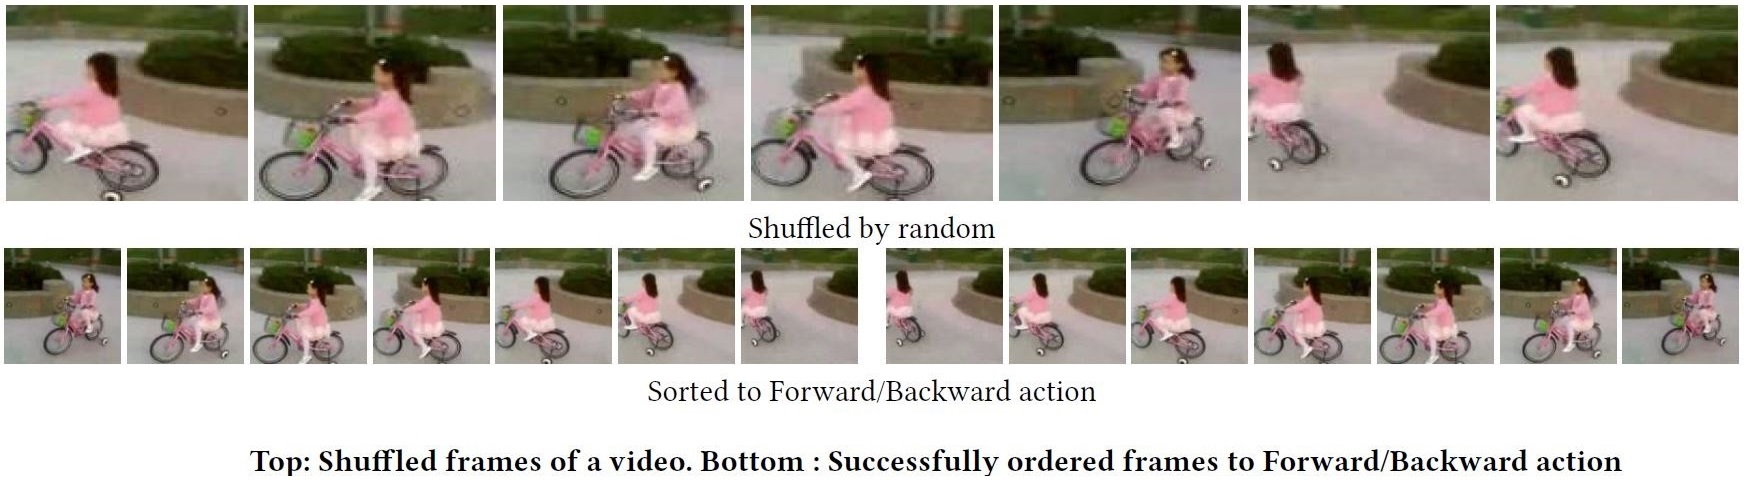 Shuffled by random
Sorted to Forward/Backward action
Top: Shuffled frames of a video. Bottom : Successfully ordered frames to Forward/Backward action